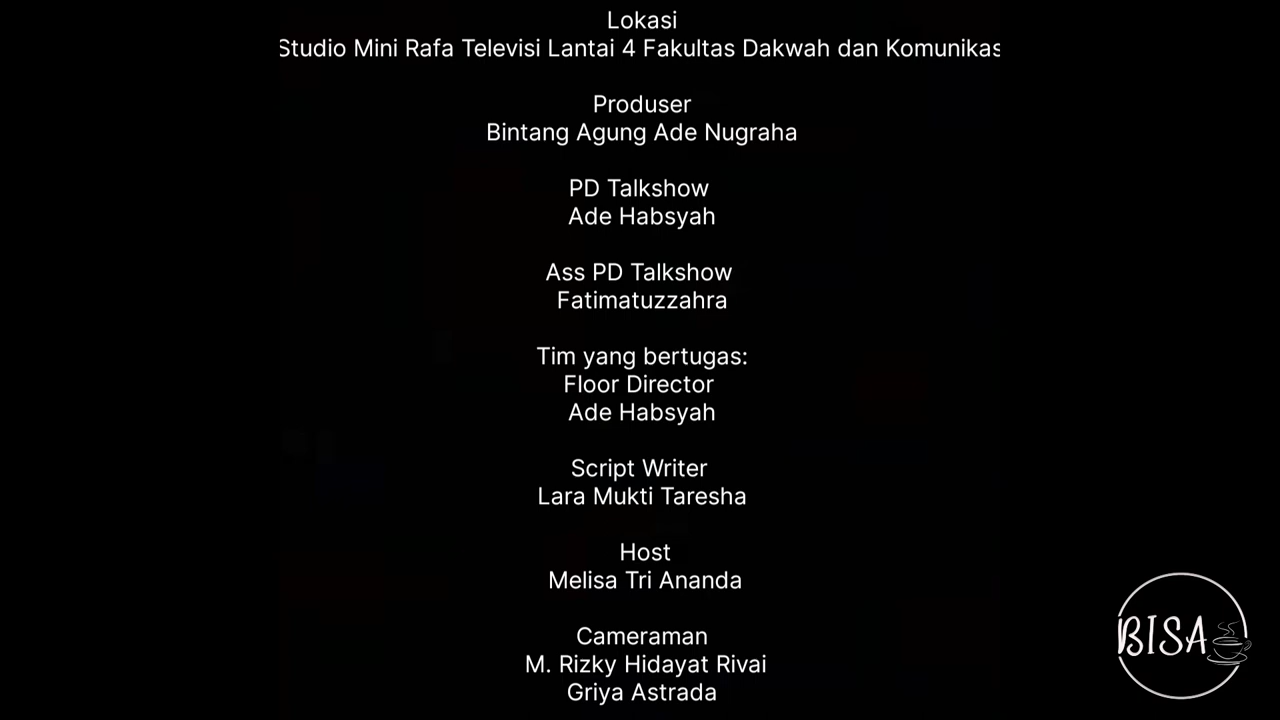 Lokasi
Studio Mini Rafa Televisi Lantai 4 Fakultas Dakwah dan Komunikas
Produser
Bintang Agung Ade Nugraha
PD Talkshow
Ade Habsyah
Ass PD Talkshow
Fatimatuzzahra
Tim yang bertugas:
Floor Director
Ade Habsyah
Script Writer
Lara Mukti Taresha
Host
Melisa Tri Ananda
Cameraman
M. Rizky Hidayat Rivai
Griya Astrada
BISA